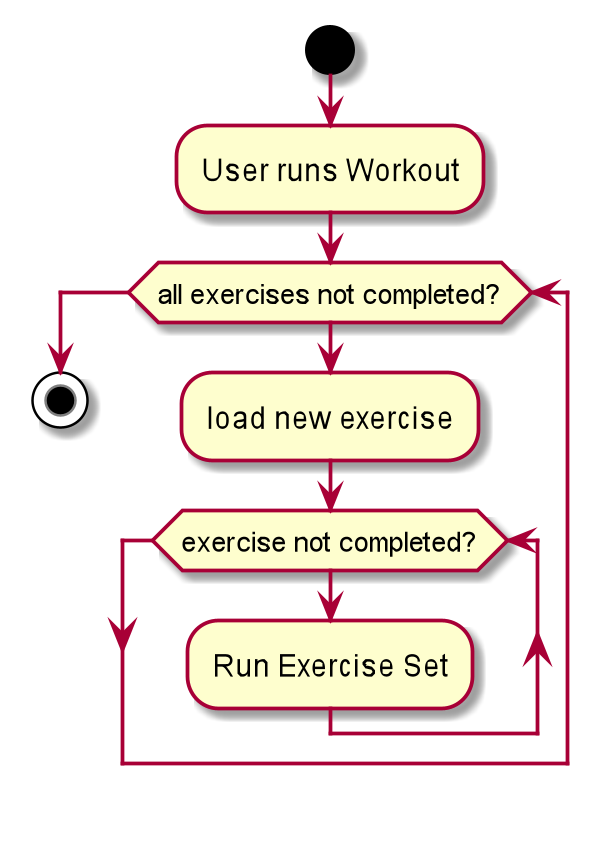 User runs Workout
all exercises not completed?
load new exercise
exercise not completed?
Run Exercise Set